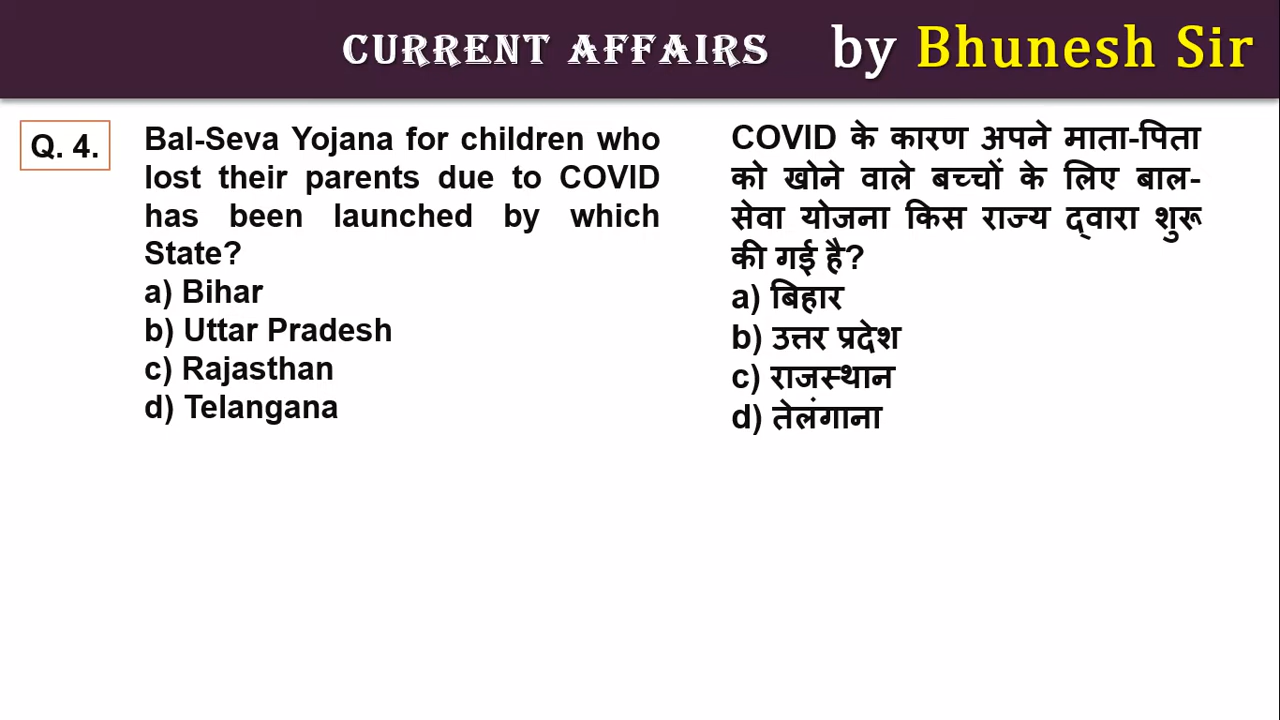 CURRENT AFFAIRS by Bhunesh Sir
Q. 4.
Bal-Seva Yojana for children who
lost their parents due to COVID
has been launched by which
State?
a) Bihar
b) Uttar Pradesh
c) Rajasthan
d) Telangana
COVID के कारण अपने माता-पिता
को खोने वाले बच्चों के लिए बाल-
सेवा योजना किस राज्य द्वारा शुरू
की गई है?
a) बिहार
b) उत्तर प्रदेश
c) राजस्थान
d) तेलंगाना